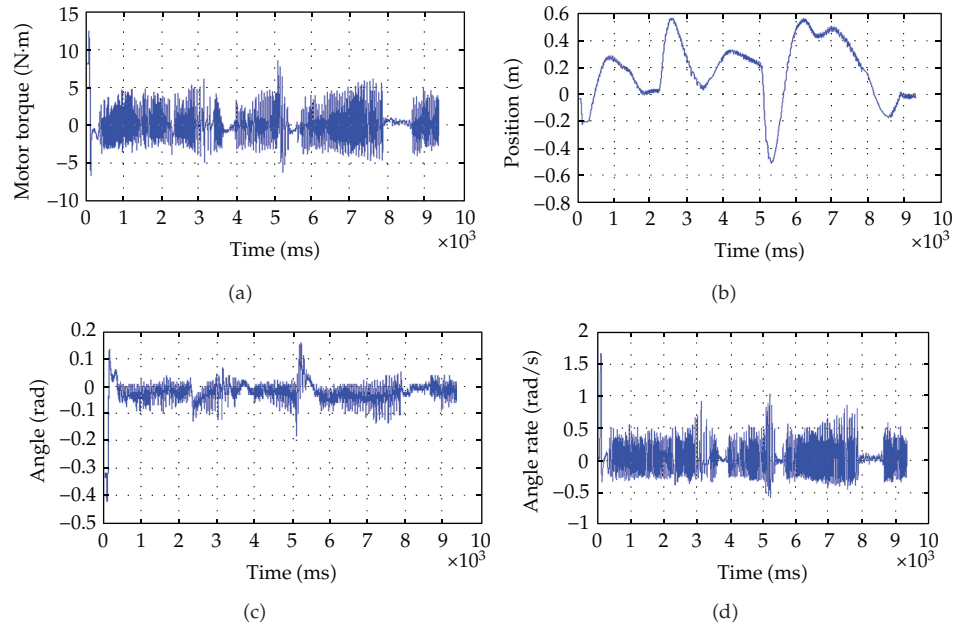 15
10
5
0
−5
−10
Motor torque (N·m)
0 1 2 3 4 5 6 7 8 9 10
×10³
Time (ms)
(a)
0.6
0.4
0.2
0
−0.2
−0.4
−0.6
−0.8
Position (m)
0 1 2 3 4 5 6 7 8 9 10
×10³
Time (ms)
(b)
0.2
0.1
0
−0.1
−0.2
−0.3
−0.4
−0.5
Angle (rad)
0 1 2 3 4 5 6 7 8 9 10
×10³
Time (ms)
(c)
2
1.5
1
0.5
0
−0.5
−1
Angle rate (rad/s)
0 1 2 3 4 5 6 7 8 9 10
×10³
Time (ms)
(d)